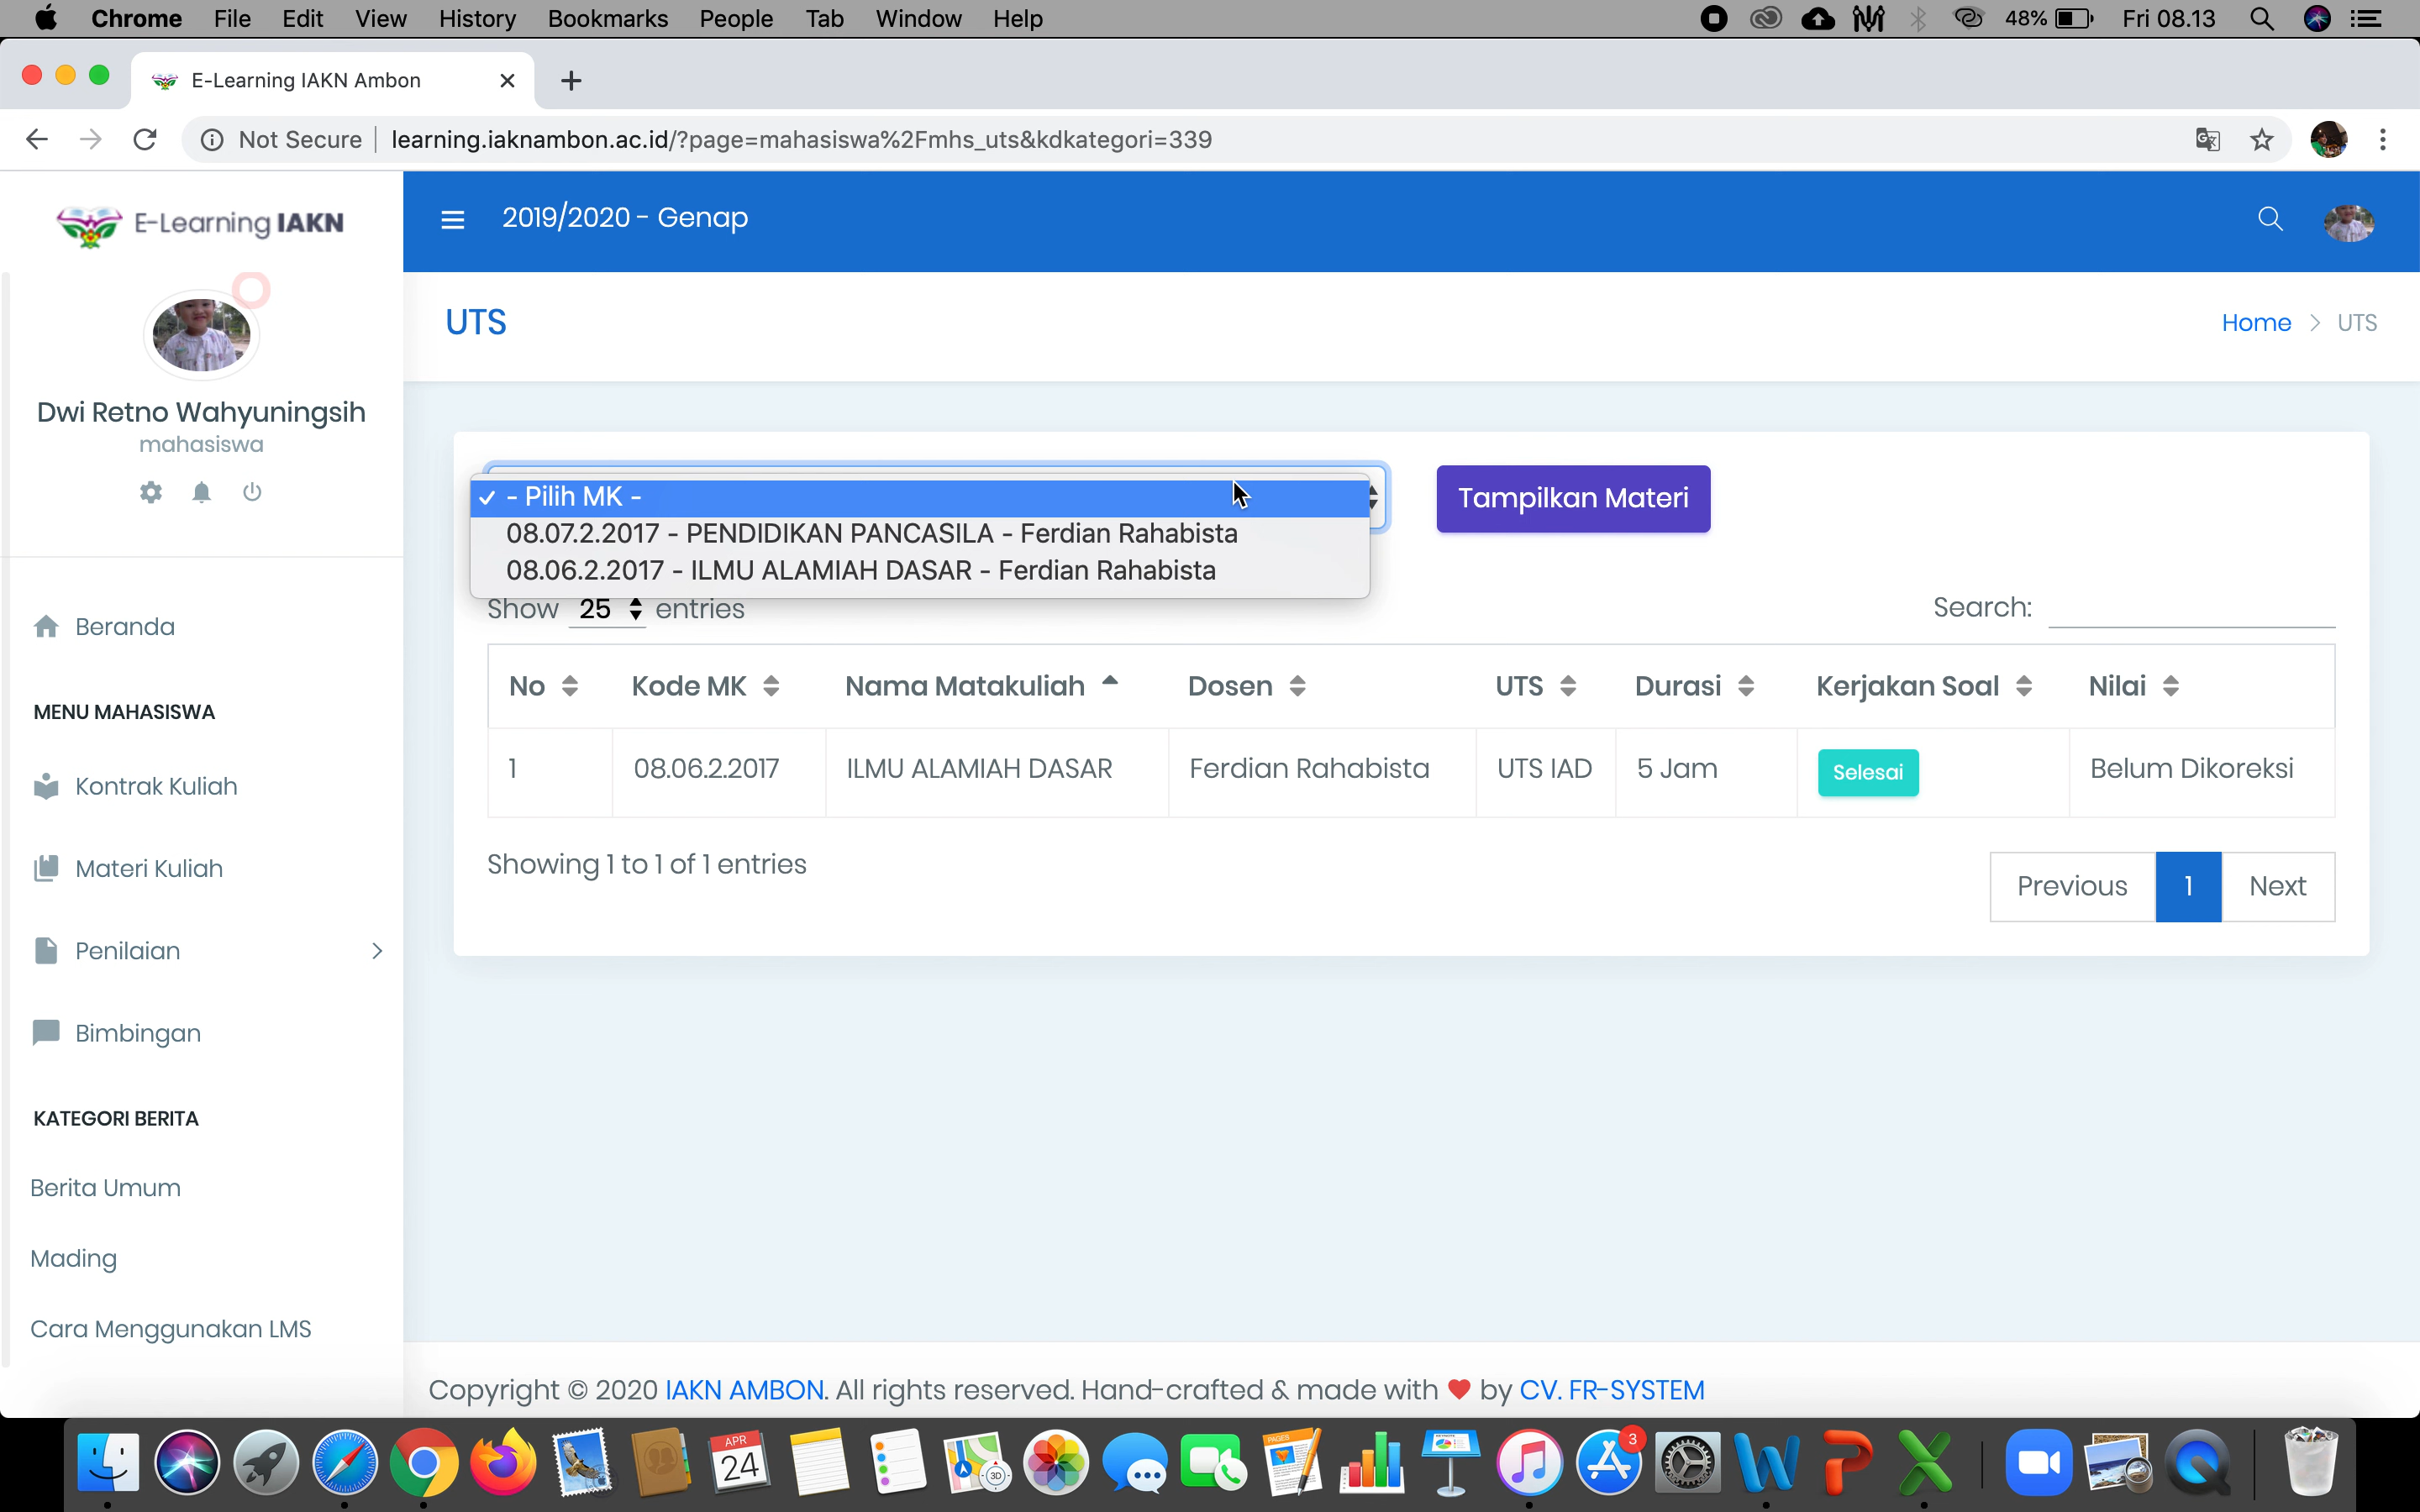 Chrome File Edit View History Bookmarks People Tab Window Help 48% Fri 08.13
E-Learning IAKN Ambon
Not Secure learning.iaknambon.ac.id/?page=mahasiswa%2Fmhs_uts&kdkategori=339
E-Learning IAKN
2019/2020 - Genap
UTS
Home > UTS
Dwi Retno Wahyuningsih
mahasiswa
Beranda
MENU MAHASISWA
Kontrak Kuliah
Materi Kuliah
Penilaian
Bimbingan
KATEGORI BERITA
Berita Umum
Mading
Cara Menggunakan LMS
✓ - Pilih MK -
08.07.2.2017 - PENDIDIKAN PANCASILA - Ferdian Rahabista
08.06.2.2017 - ILMU ALAMIAH DASAR - Ferdian Rahabista
Tampilkan Materi
Show 25 entries
Search:
No Kode MK Nama Matakuliah Dosen UTS Durasi Kerjakan Soal Nilai
1 08.06.2.2017 ILMU ALAMIAH DASAR Ferdian Rahabista UTS IAD 5 Jam Selesai Belum Dikoreksi
Showing 1 to 1 of 1 entries
Previous 1 Next
Copyright © 2020 IAKN AMBON. All rights reserved. Hand-crafted & made with ❤ by CV. FR-SYSTEM
APR
24
3D
PAGES
3